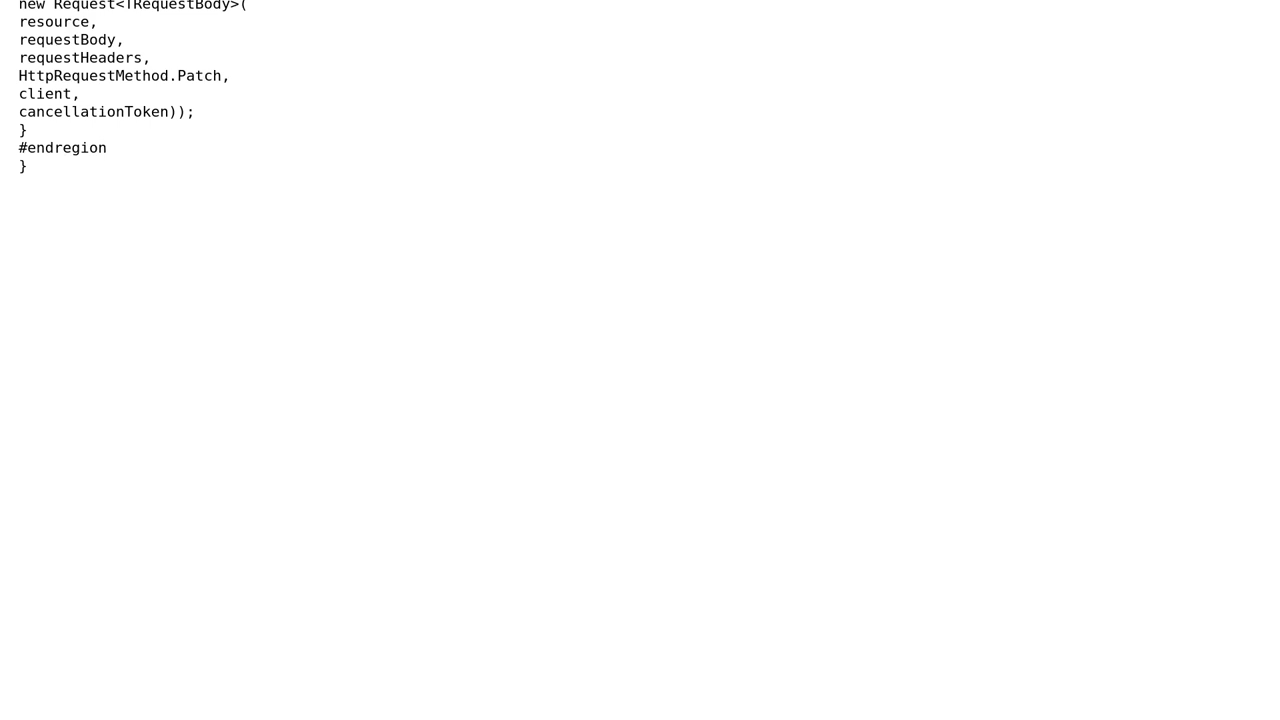 new Request<TRequestBody>(
resource,
requestBody,
requestHeaders,
HttpRequestMethod.Patch,
client,
cancellationToken));
}
#endregion
}